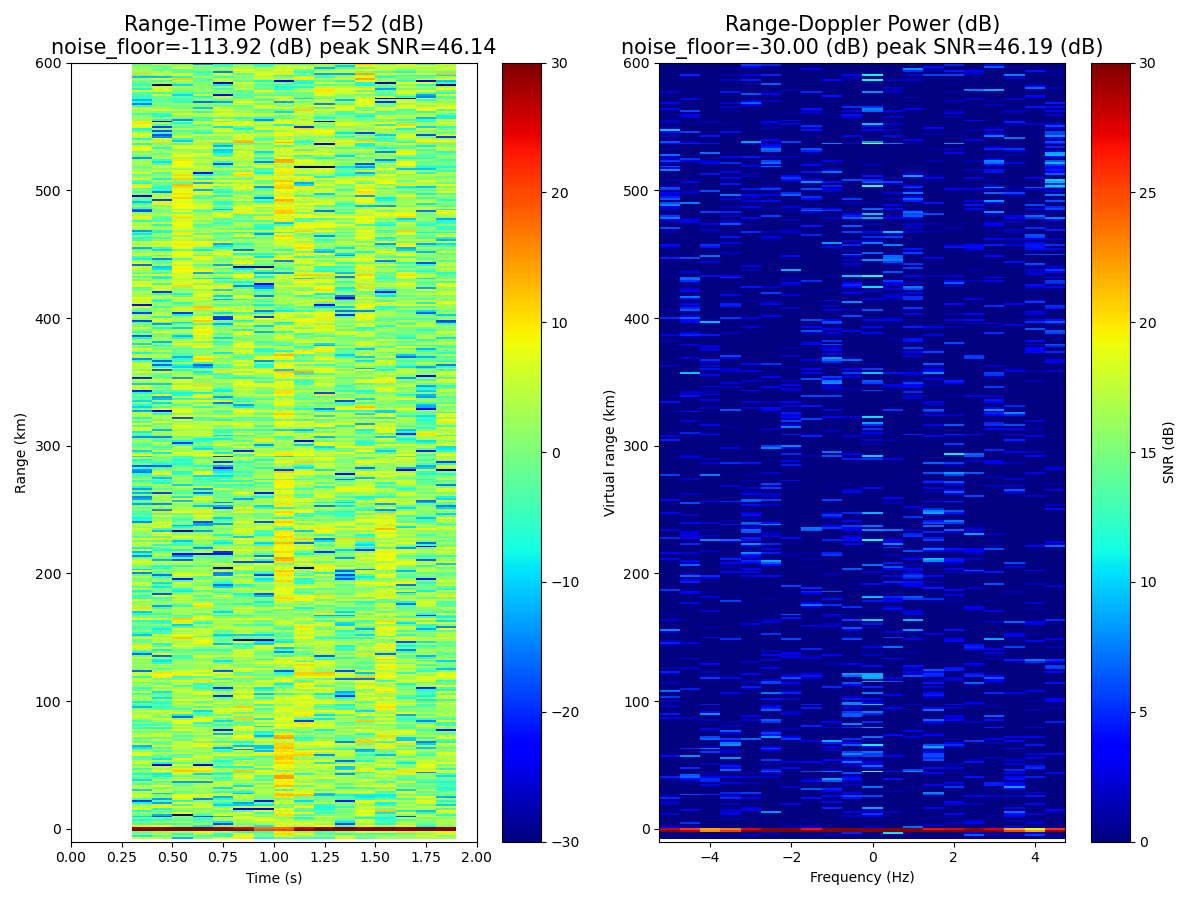 Range-Time Power f=52 (dB)
noise_floor=-113.92 (dB) peak SNR=46.14
600
500
400
300
200
100
0
Range (km)
0.00 0.25 0.50 0.75 1.00 1.25 1.50 1.75 2.00
Time (s)
30
20
10
0
−10
−20
−30
Range-Doppler Power (dB)
noise_floor=-30.00 (dB) peak SNR=46.19 (dB)
600
500
400
300
200
100
0
Virtual range (km)
−4 −2 0 2 4
Frequency (Hz)
30
25
20
15
10
5
0
SNR (dB)